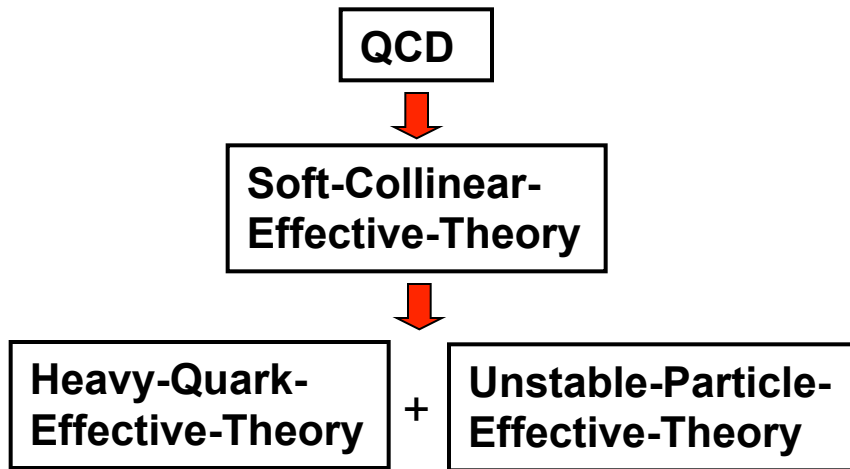 QCD
Soft-Collinear-
Effective-Theory
Heavy-Quark-
Effective-Theory
+
Unstable-Particle-
Effective-Theory